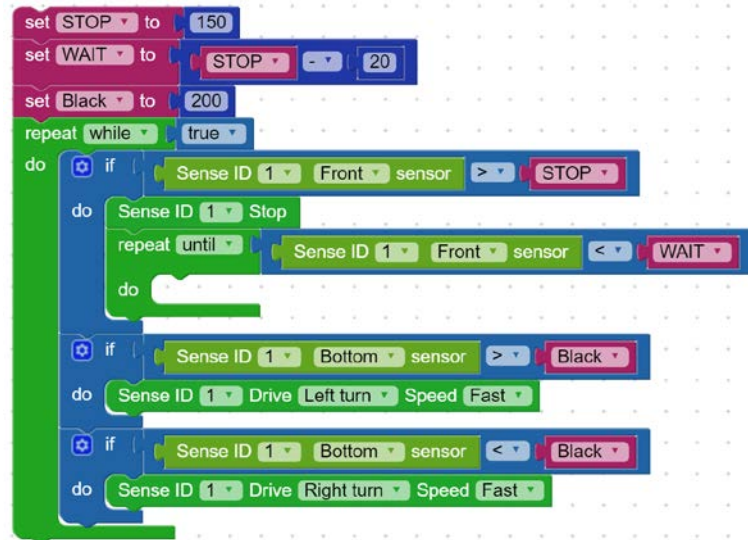 set STOP to 150
set WAIT to STOP - 20
set Black to 200
repeat while true
do if Sense ID 1 Front sensor > STOP
do Sense ID 1 Stop
repeat until Sense ID 1 Front sensor < WAIT
do
if Sense ID 1 Bottom sensor > Black
do Sense ID 1 Drive Left turn Speed Fast
if Sense ID 1 Bottom sensor < Black
do Sense ID 1 Drive Right turn Speed Fast